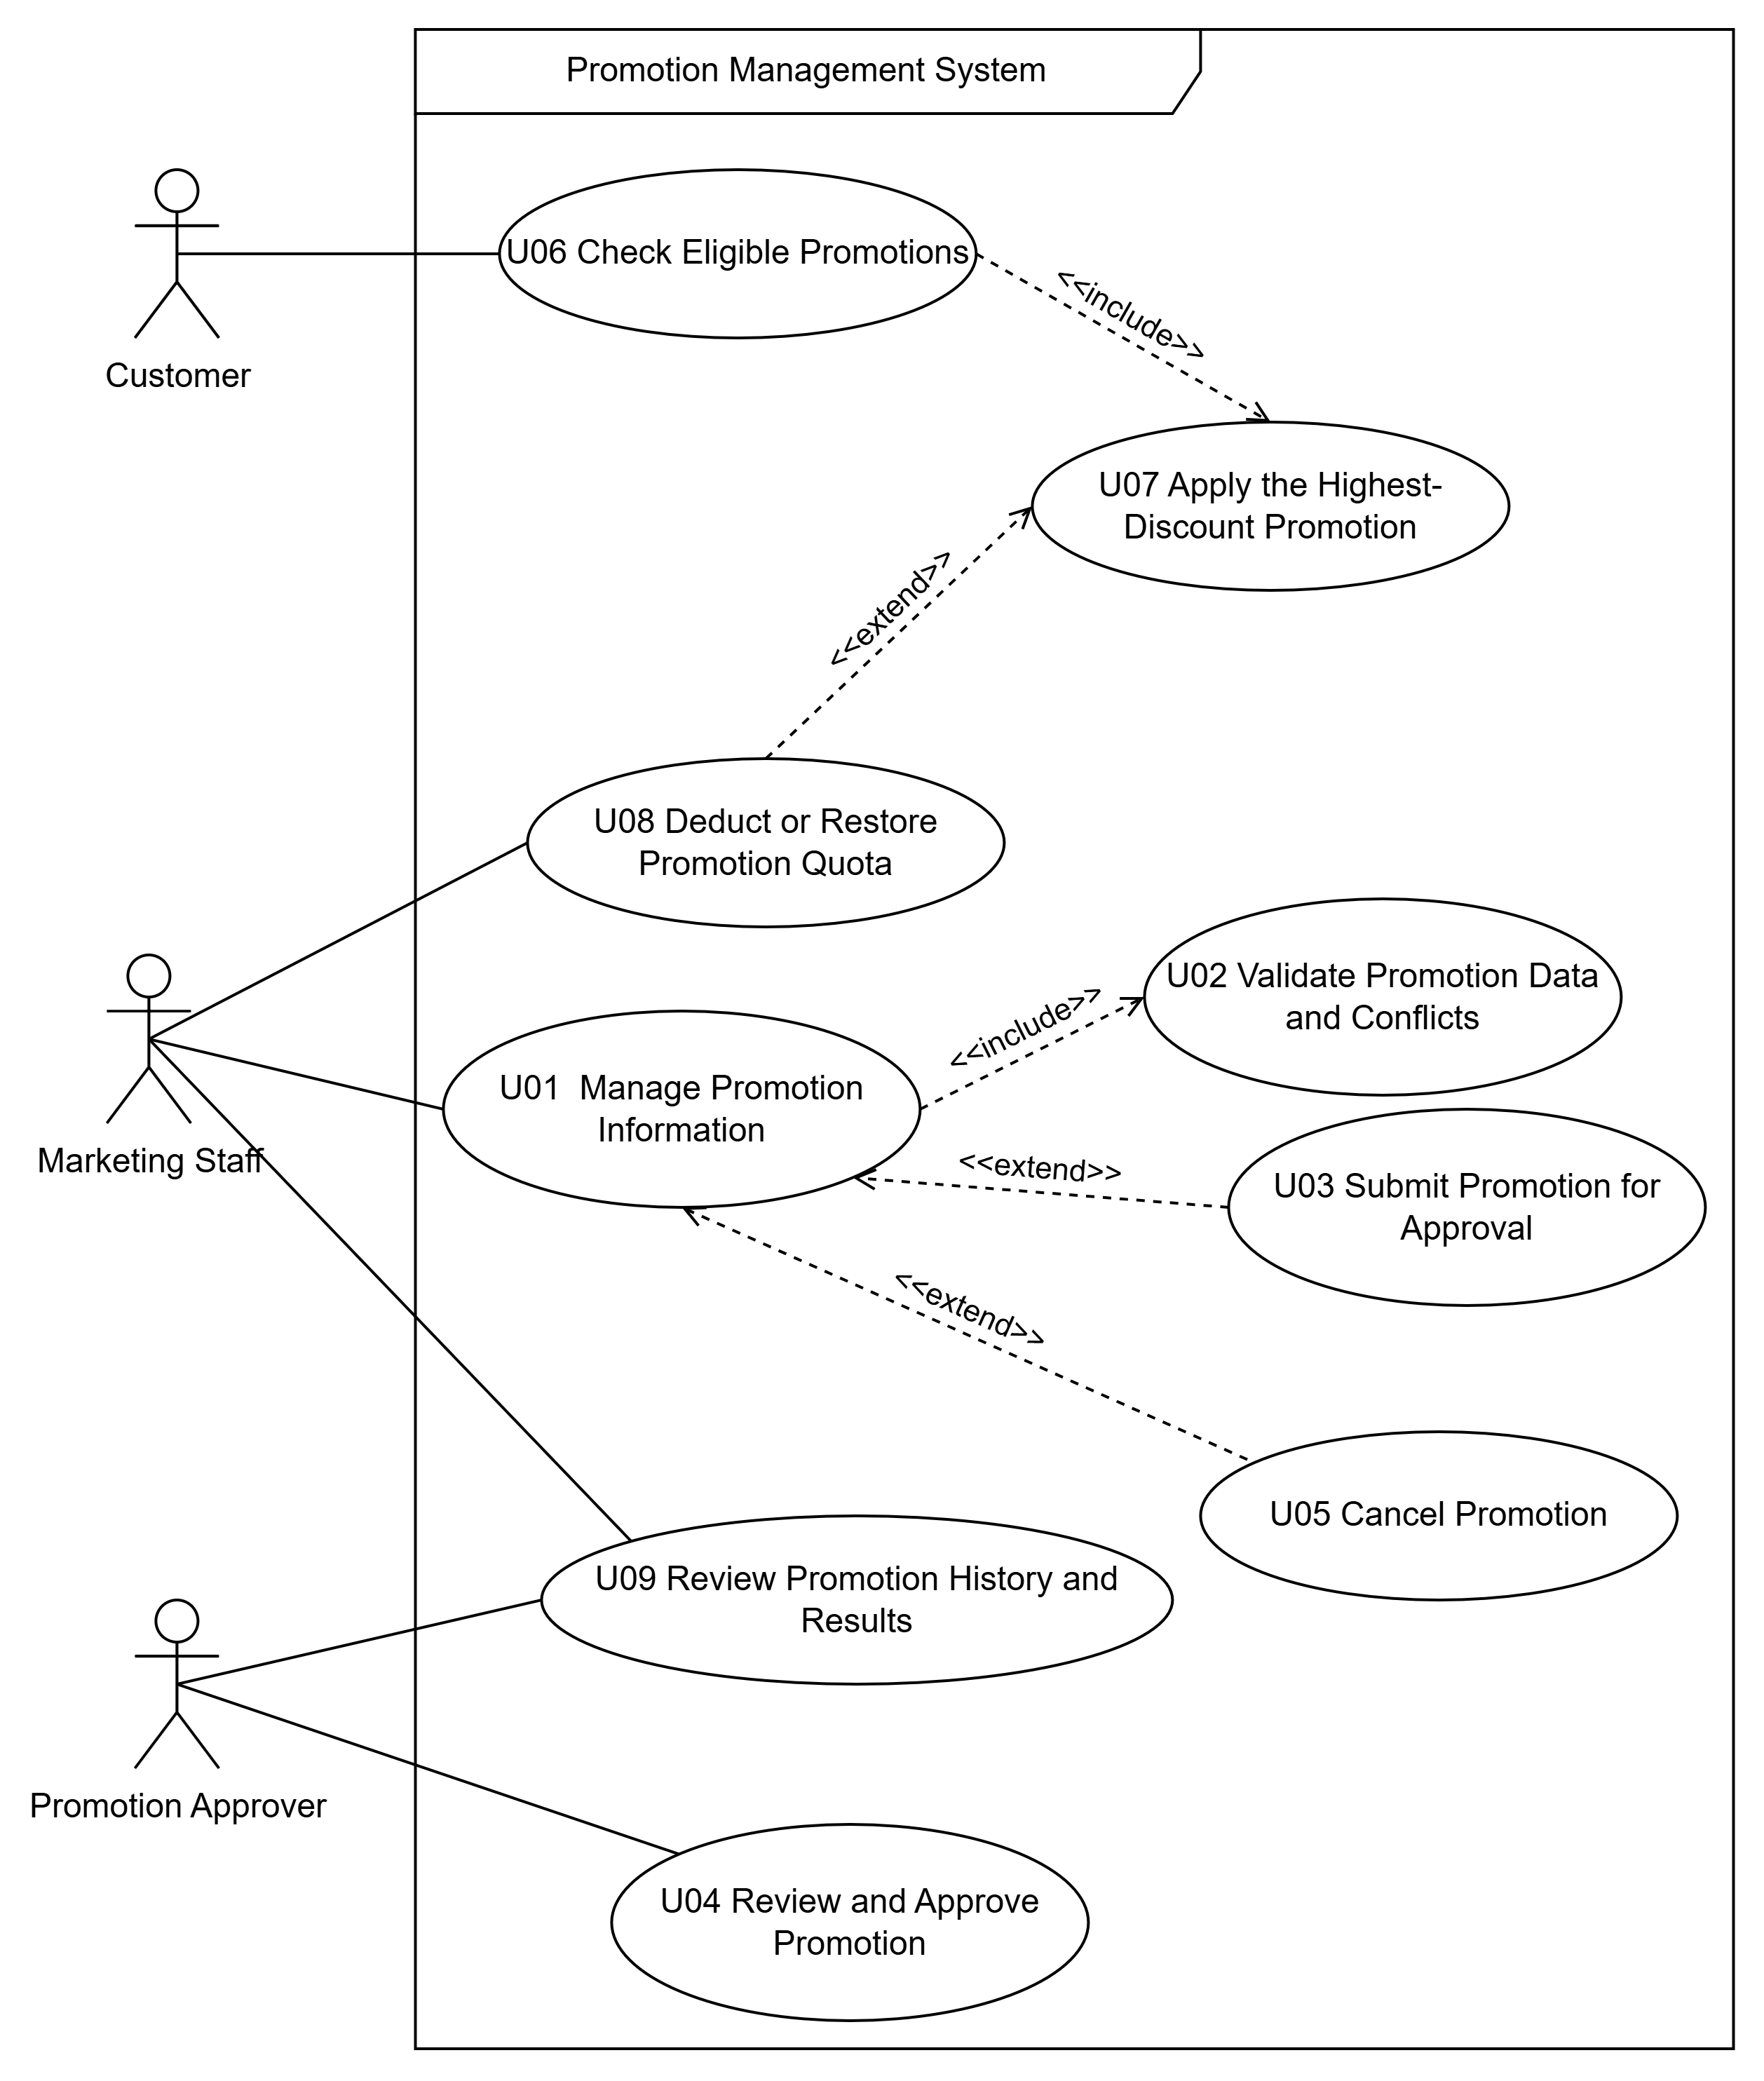 Promotion Management System
U06 Check Eligible Promotions
<<include>>
Customer
U07 Apply the Highest-
Discount Promotion
<<extend>>
U08 Deduct or Restore
Promotion Quota
U02 Validate Promotion Data
and Conflicts
<<include>>
U01  Manage Promotion
Information
Marketing Staff
<<extend>>
U03 Submit Promotion for
Approval
<<extend>>
U05 Cancel Promotion
U09 Review Promotion History and
Results
Promotion Approver
U04 Review and Approve
Promotion